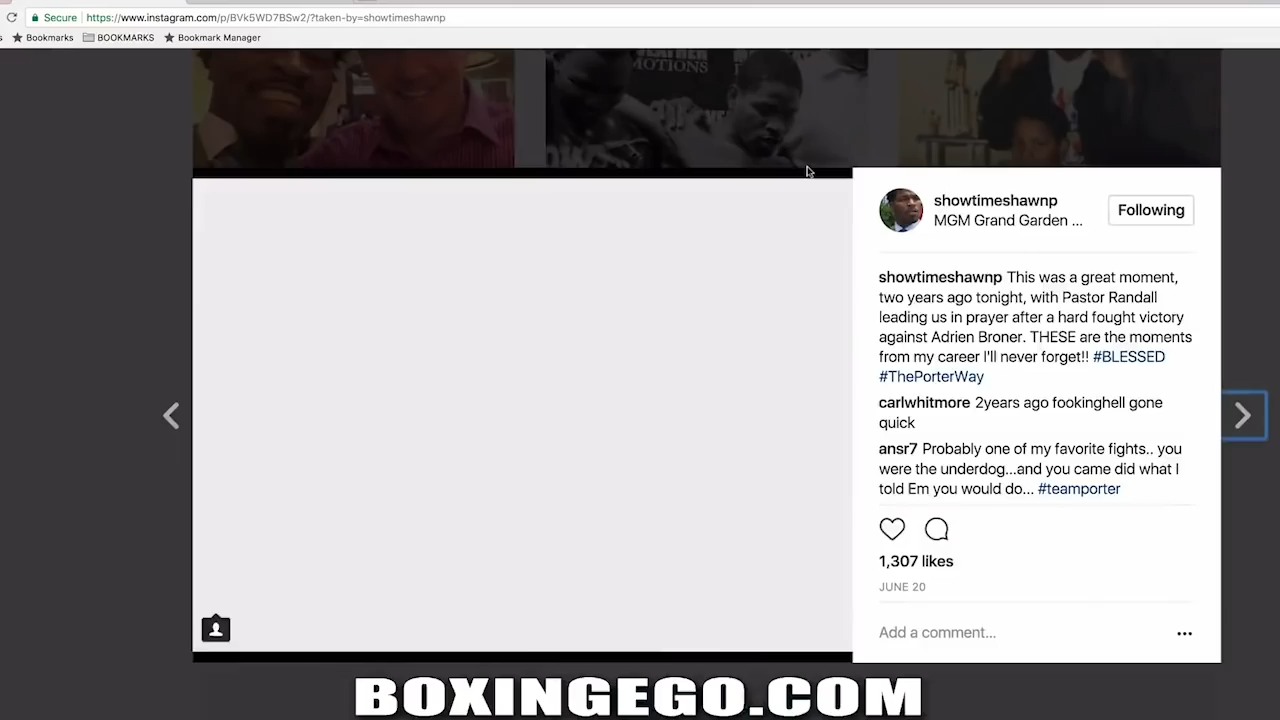 Secure https://www.instagram.com/p/BVk5WD7BSw2/?taken-by=showtimeshawnp
Bookmarks BOOKMARKS Bookmark Manager
MOTIONS
showtimeshawnp
MGM Grand Garden ...
Following
showtimeshawnp This was a great moment,
two years ago tonight, with Pastor Randall
leading us in prayer after a hard fought victory
against Adrien Broner. THESE are the moments
from my career I'll never forget!! #BLESSED
#ThePorterWay
carlwhitmore 2years ago fookinghell gone
quick
ansr7 Probably one of my favorite fights.. you
were the underdog...and you came did what I
told Em you would do... #teamporter
1,307 likes
JUNE 20
Add a comment...
BOXINGEGO.COM